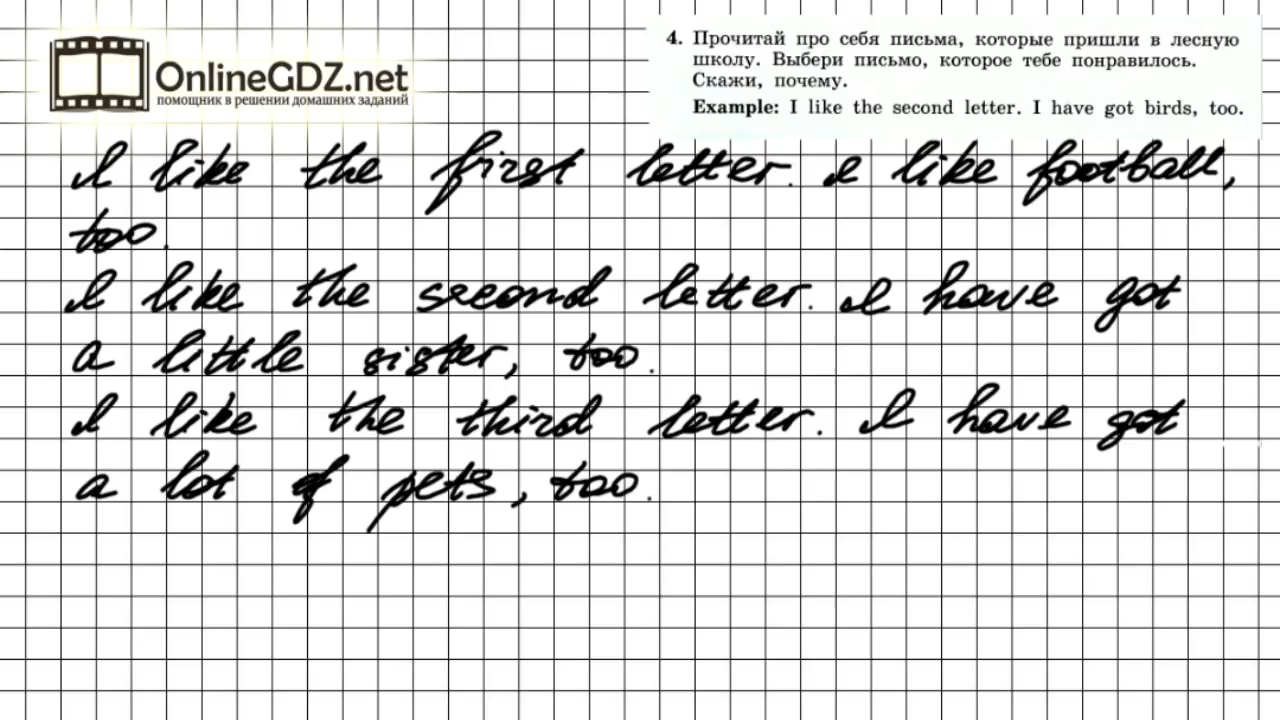 OnlineGDZ.net
помощник в решении домашних заданий
4. Прочитай про себя письма, которые пришли в лесную
школу. Выбери письмо, которое тебе понравилось.
Скажи, почему.
Example: I like the second letter. I have got birds, too.
I like the first letter. I like football,
too.
I like the second letter. I have got
a little sister, too.
I like the third letter. I have got
a lot of pets, too.